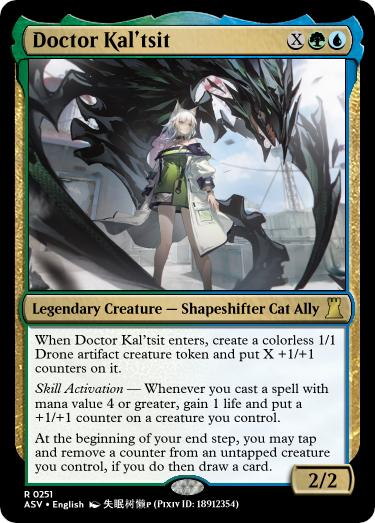 Doctor Kal'tsit X
Legendary Creature — Shapeshifter Cat Ally
When Doctor Kal'tsit enters, create a colorless 1/1
Drone artifact creature token and put X +1/+1
counters on it.
Skill Activation — Whenever you cast a spell with
mana value 4 or greater, gain 1 life and put a
+1/+1 counter on a creature you control.
At the beginning of your end step, you may tap
and remove a counter from an untapped creature
you control, if you do then draw a card.
2/2
R 0251
ASV • English 失眠树懒P (Pixiv ID: 18912354)